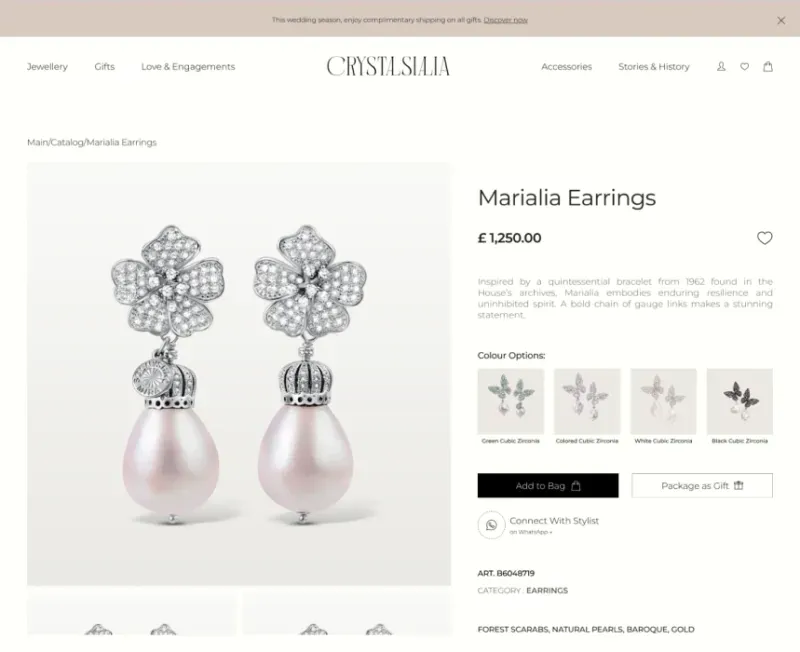 This wedding season, enjoy complimentary shipping on all gifts. Discover now
Jewellery Gifts Love & Engagements CRYSTALSIALIA Accessories Stories & History
Main/Catalog/Marialia Earrings
Marialia Earrings
£ 1,250.00
Inspired by a quintessential bracelet from 1962 found in the
House's archives, Marialia embodies enduring resilience and
uninhibited spirit. A bold chain of gauge links makes a stunning
statement.
Colour Options:
Green Cubic Zirconia Colored Cubic Zirconia White Cubic Zirconia Black Cubic Zirconia
Add to Bag Package as Gift
Connect With Stylist
on WhatsApp
ART. B6048719
CATEGORY : EARRINGS
FOREST SCARABS, NATURAL PEARLS, BAROQUE, GOLD